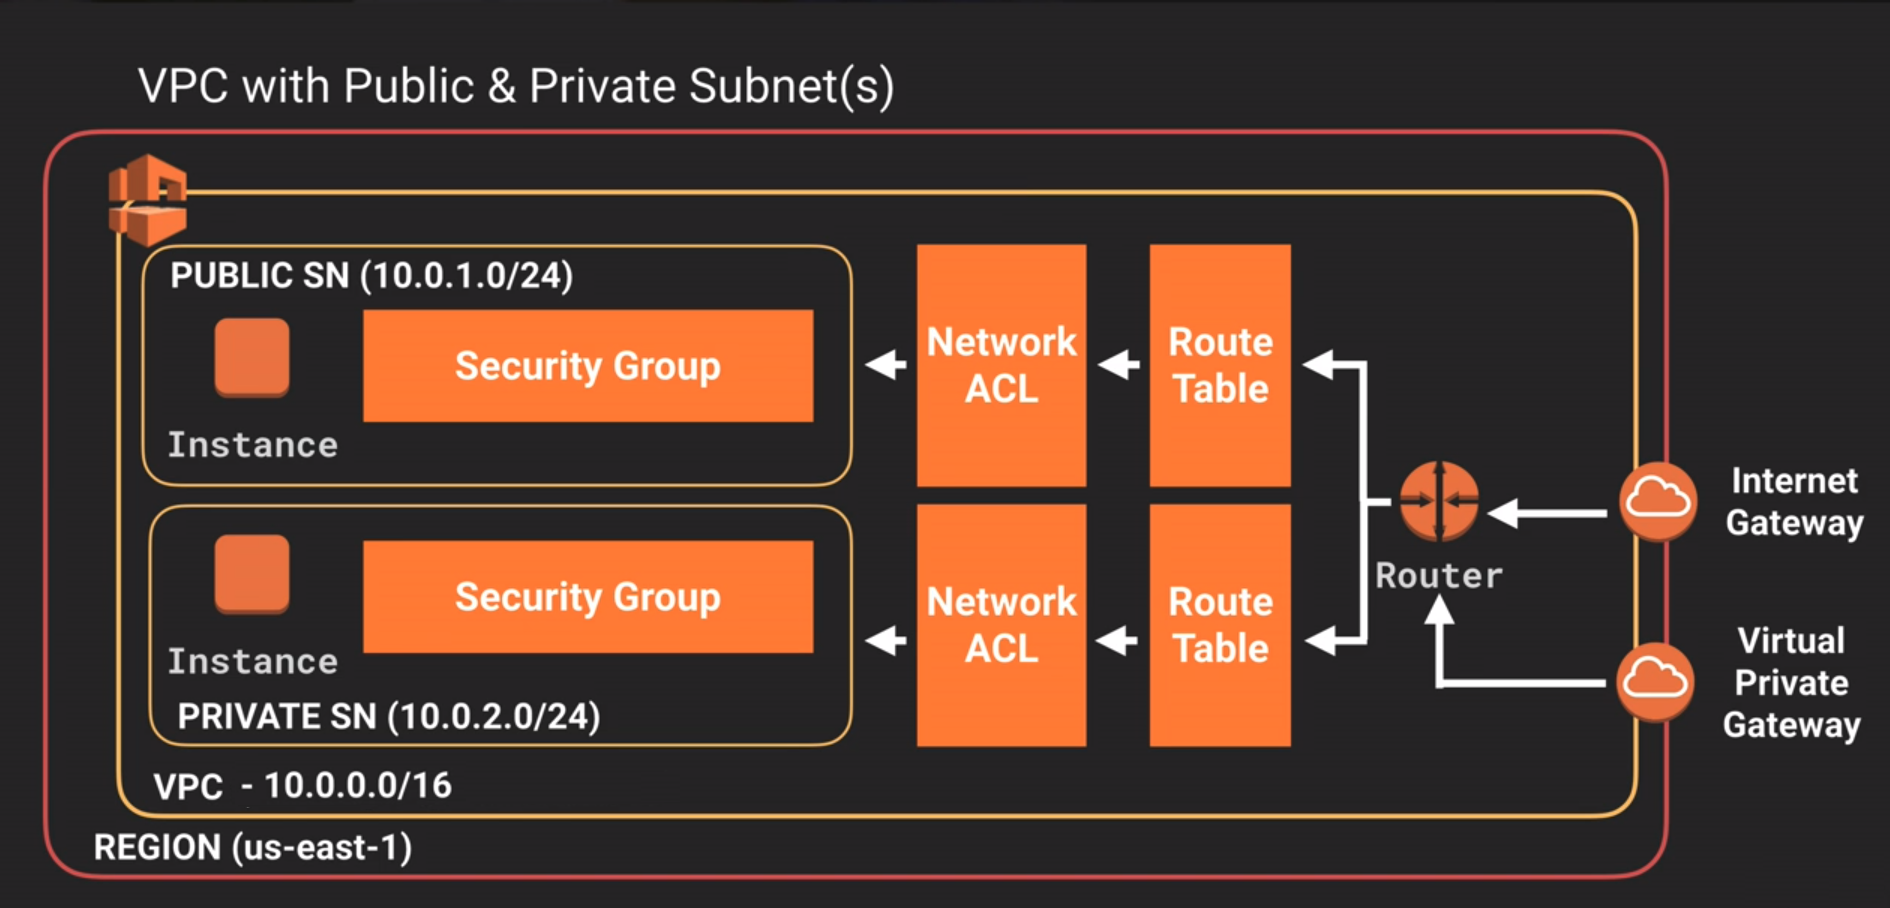 VPC with Public & Private Subnet(s)
PUBLIC SN (10.0.1.0/24)
Security Group
Instance
Network
ACL
Route
Table
Security Group
Instance
PRIVATE SN (10.0.2.0/24)
Network
ACL
Route
Table
Router
Internet
Gateway
Virtual
Private
Gateway
VPC - 10.0.0.0/16
REGION (us-east-1)